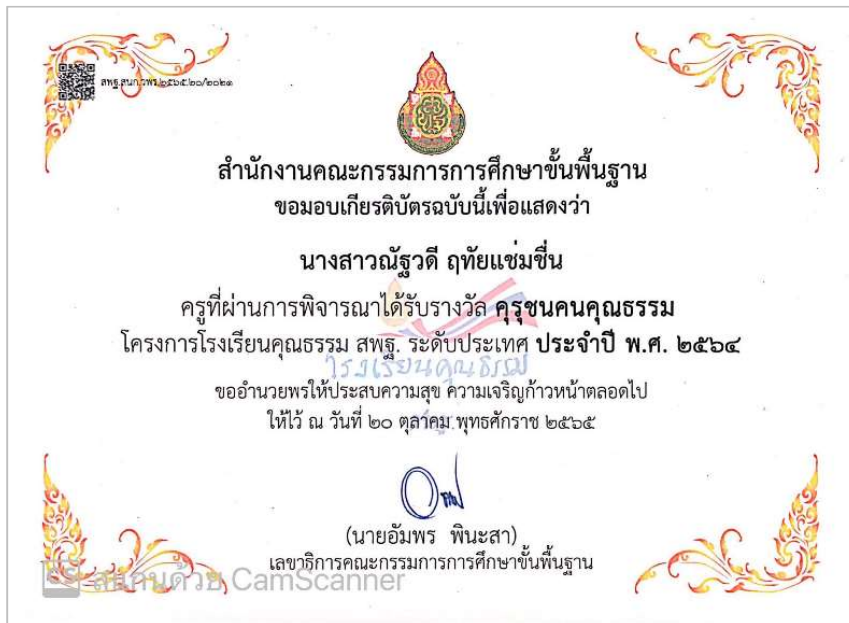 สพฐ.สนก.วพร.๒๕๖๕.๒๐/๒๐๒๑
สำนักงานคณะกรรมการการศึกษาขั้นพื้นฐาน
ขอมอบเกียรติบัตรฉบับนี้เพื่อแสดงว่า
นางสาวณัฐวดี ฤทัยแช่มชื่น
ครูที่ผ่านการพิจารณาได้รับรางวัล คุรุชนคนคุณธรรม
โครงการโรงเรียนคุณธรรม สพฐ. ระดับประเทศ ประจำปี พ.ศ. ๒๕๖๔
โรงเรียนคุณธรรม
ขออำนวยพรให้ประสบความสุข ความเจริญก้าวหน้าตลอดไป
ให้ไว้ ณ วันที่ ๒๐ ตุลาคม พุทธศักราช ๒๕๖๕
(นายอัมพร พินะสา)
เลขาธิการคณะกรรมการการศึกษาขั้นพื้นฐาน
CS สแกนด้วย CamScanner